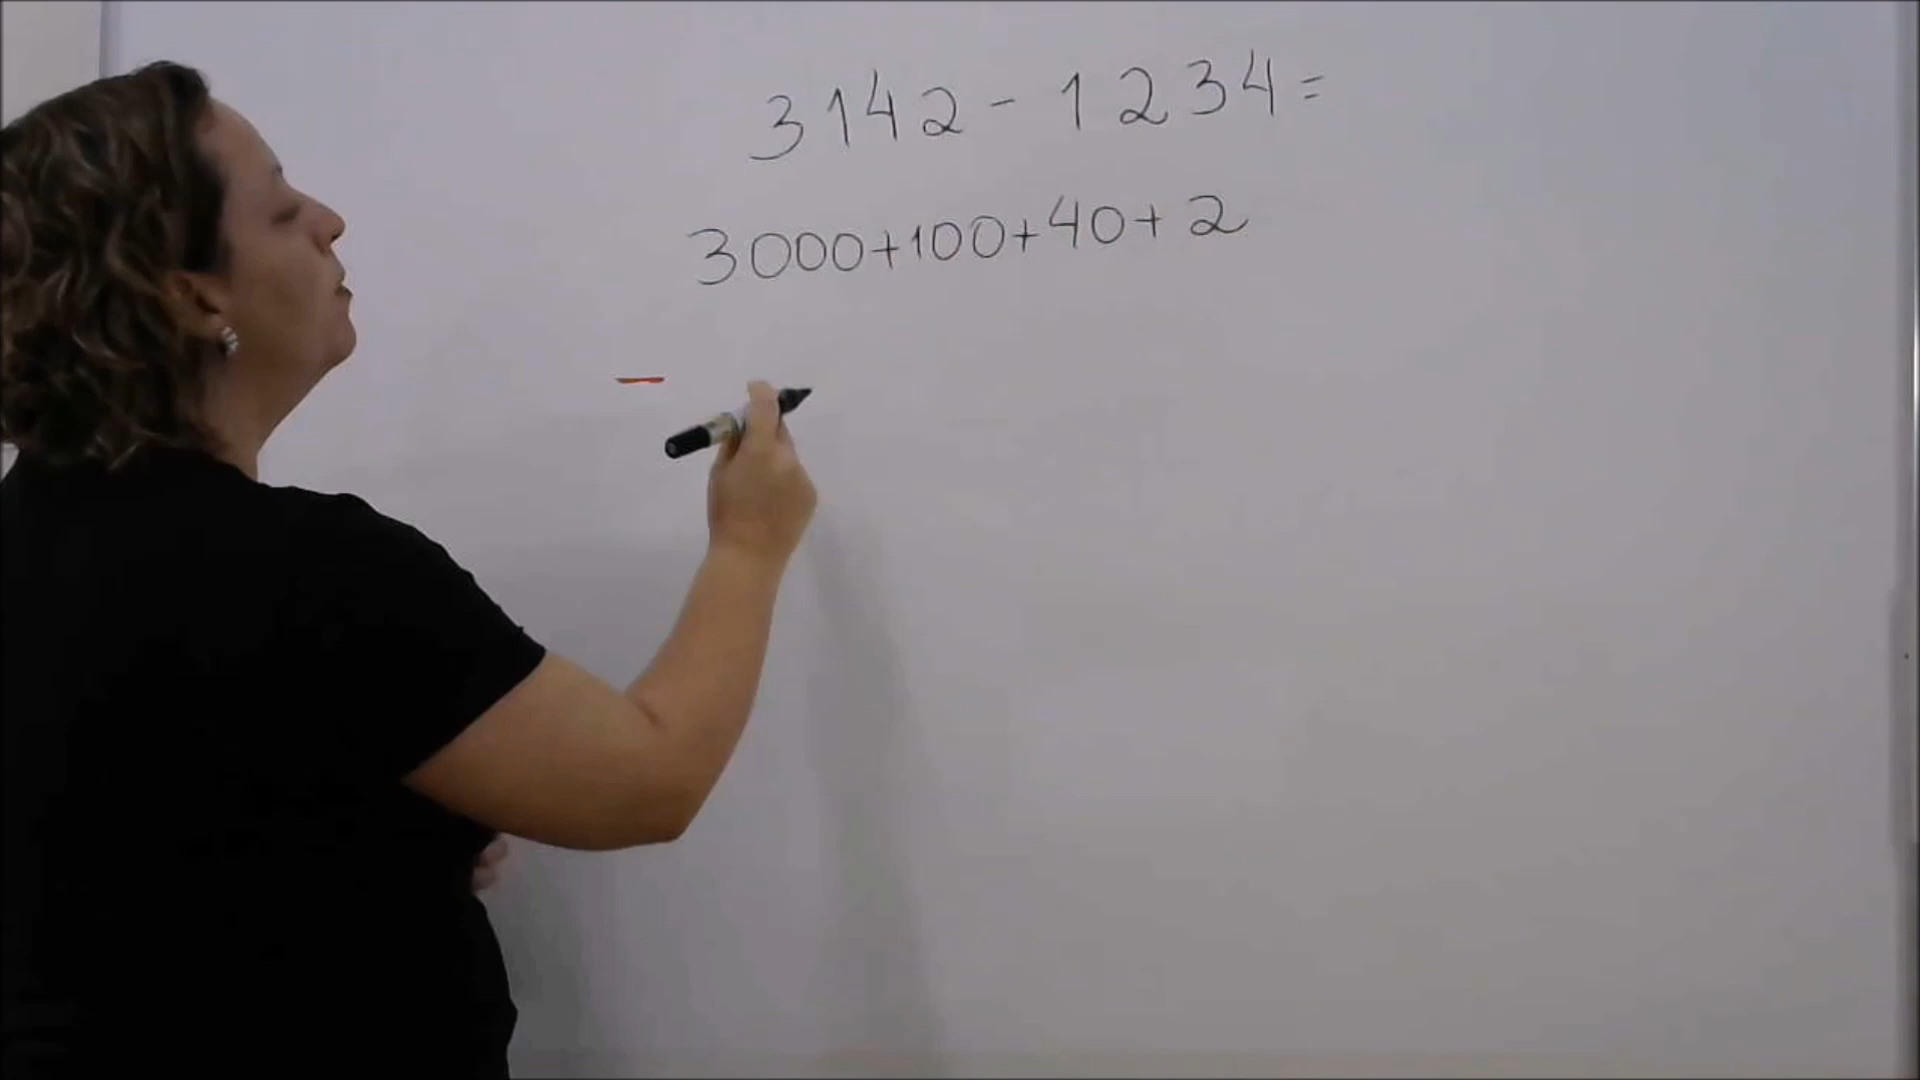 3142 - 1234 =
3000+100+40+2
-